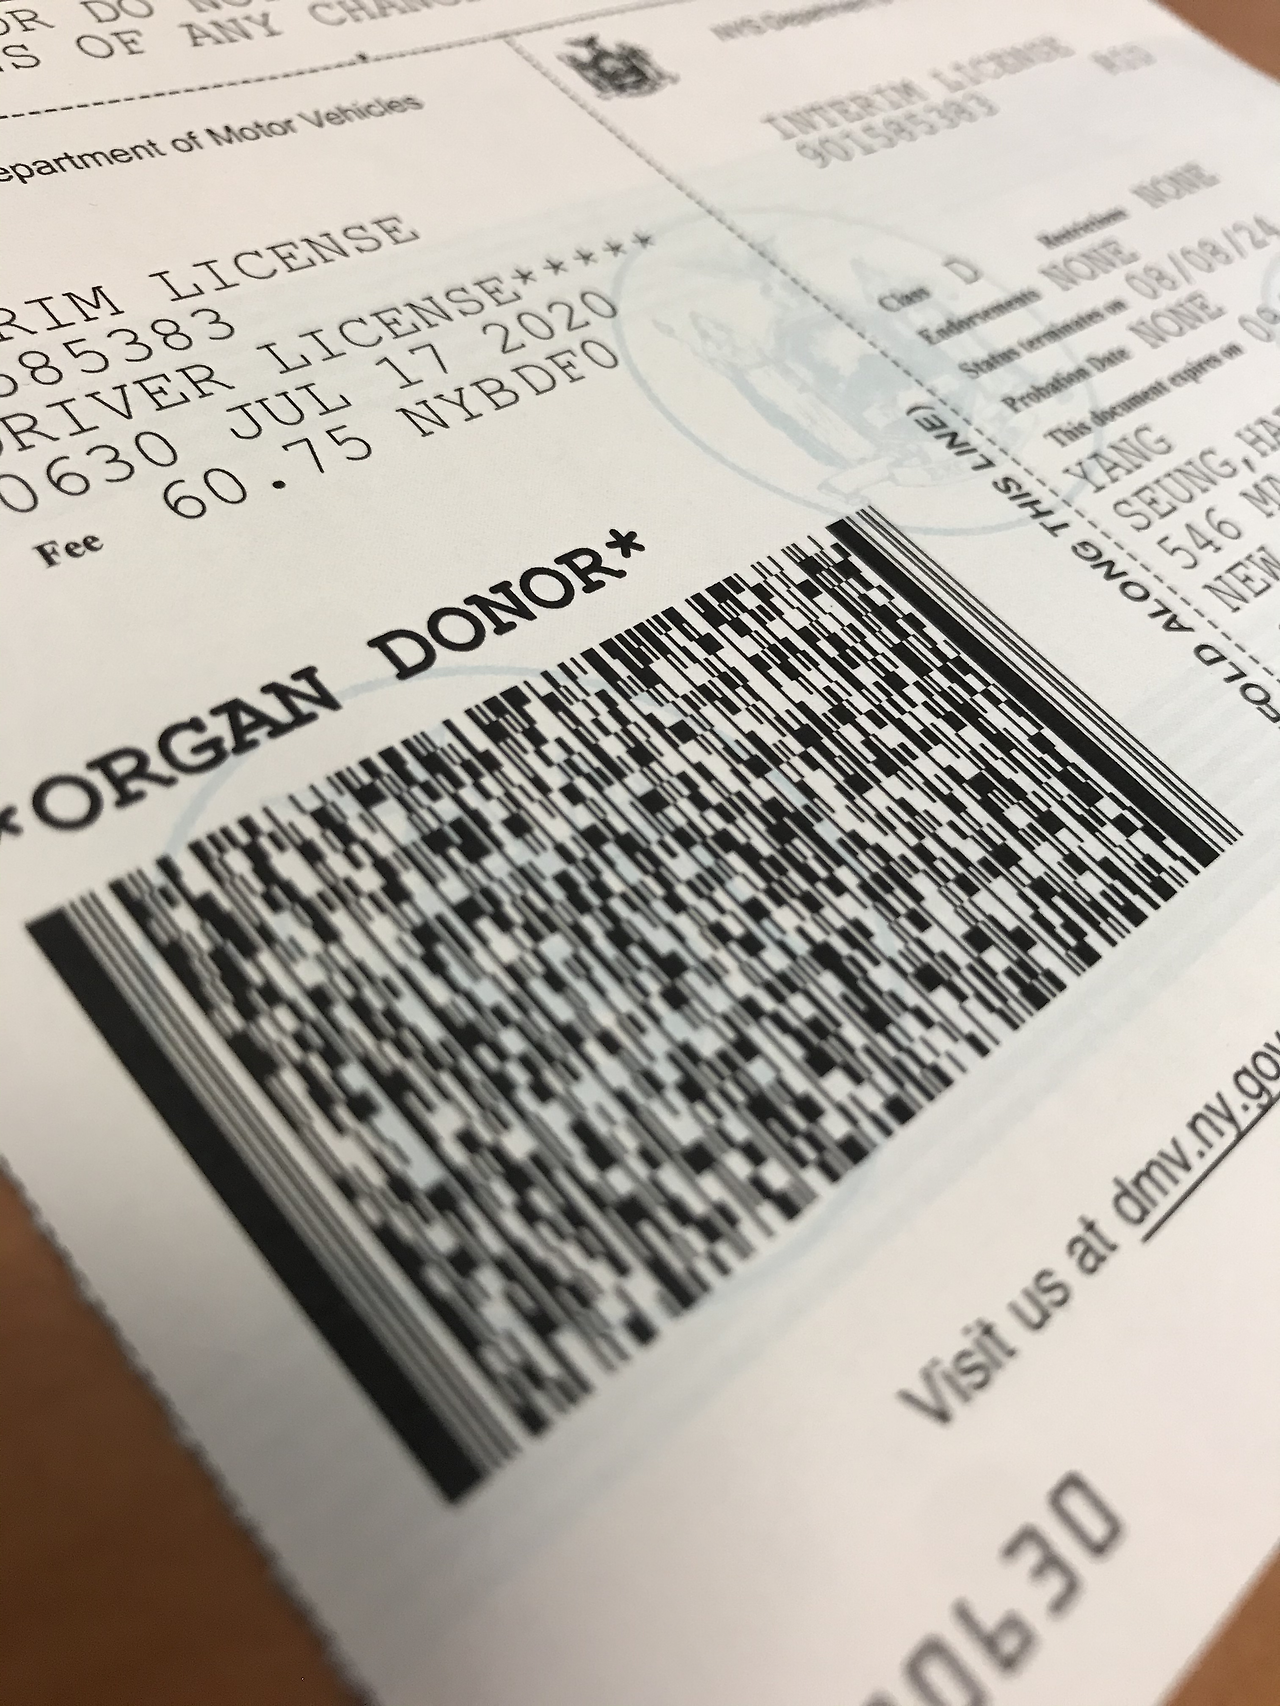 OR DO NO
S OF ANY CHAN
epartment of Motor Vehicles
RIM LICENSE
585383
DRIVER LICENSE*****
0630 JUL 17 2020
Fee 60.75 NYBDF0
*ORGAN DONOR*
NYS Department
INTERIM LICENSE
901585383
Class D Restrictions NONE
Endorsements NONE
Status terminates on 08/08/24
Probation Date NONE
This document expires on
YANG
SEUNG,HA
546 M
NEW
FOLD ALONG THIS LINE)
Visit us at dmv.ny.gov
0630